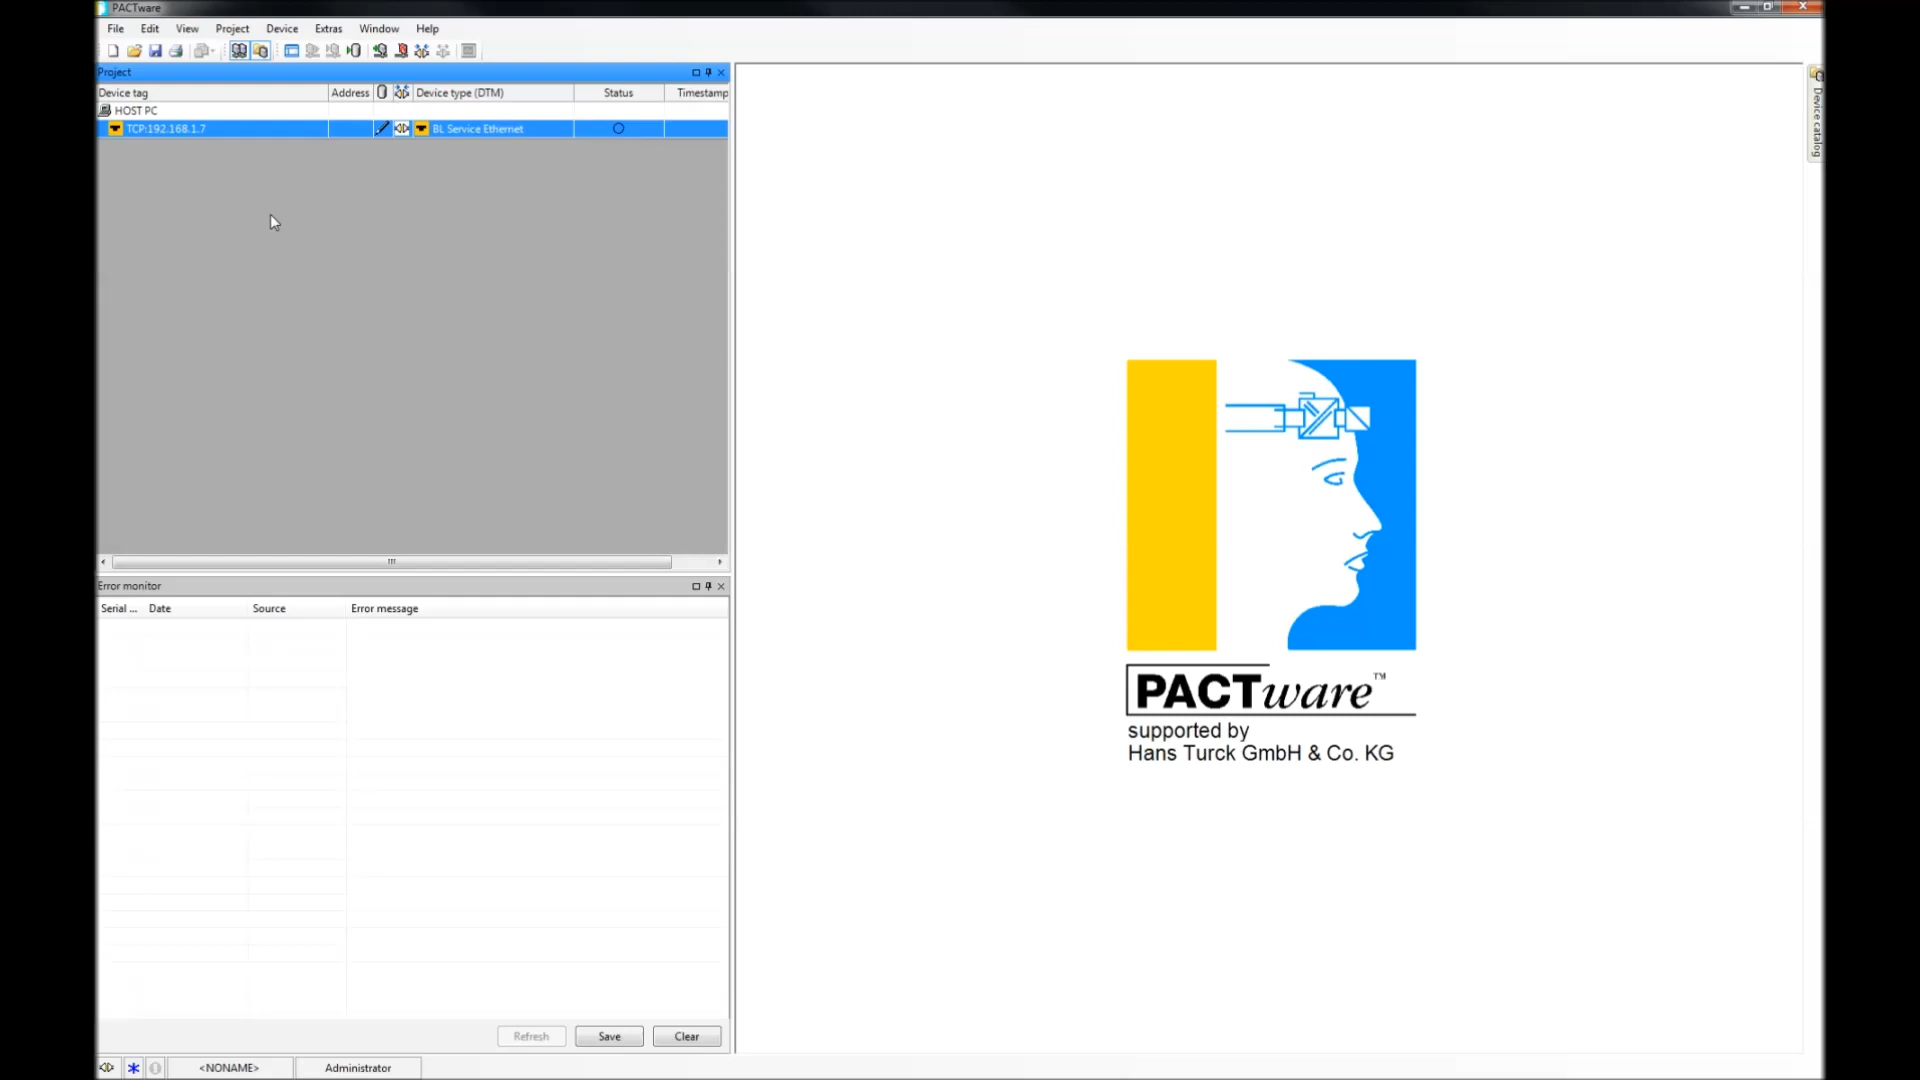 PACTware
File Edit View Project Device Extras Window Help
Project
Device tag Address Device type (DTM) Status Timestamp
HOST PC
TCP:192.168.1.7 BL Service Ethernet
Device catalog
PACTware™
supported by
Hans Turck GmbH & Co. KG
Error monitor
Serial ... Date Source Error message
Refresh Save Clear
<NONAME> Administrator